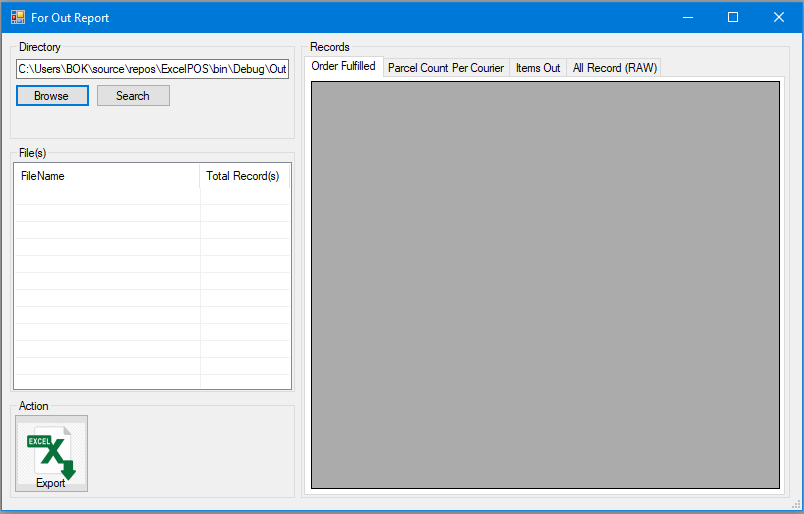 For Out Report
Directory
C:\Users\BOK\source\repos\ExcelPOS\bin\Debug\Out
Browse
Search
File(s)
FileName
Total Record(s)
Action
EXCEL
X
Export
Records
Order Fulfilled
Parcel Count Per Courier
Items Out
All Record (RAW)